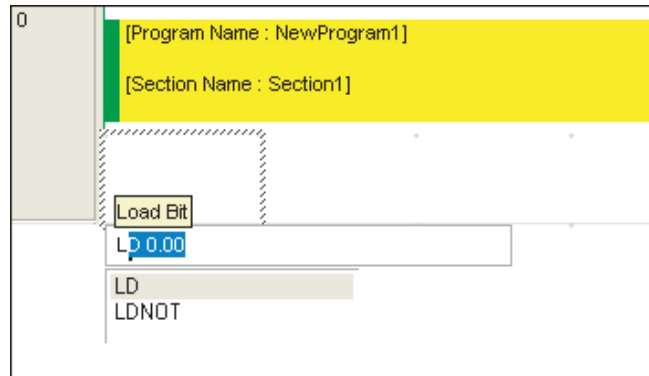 0
[Program Name : NewProgram1]
[Section Name : Section1]
Load Bit
LD 0.00
LD
LDNOT